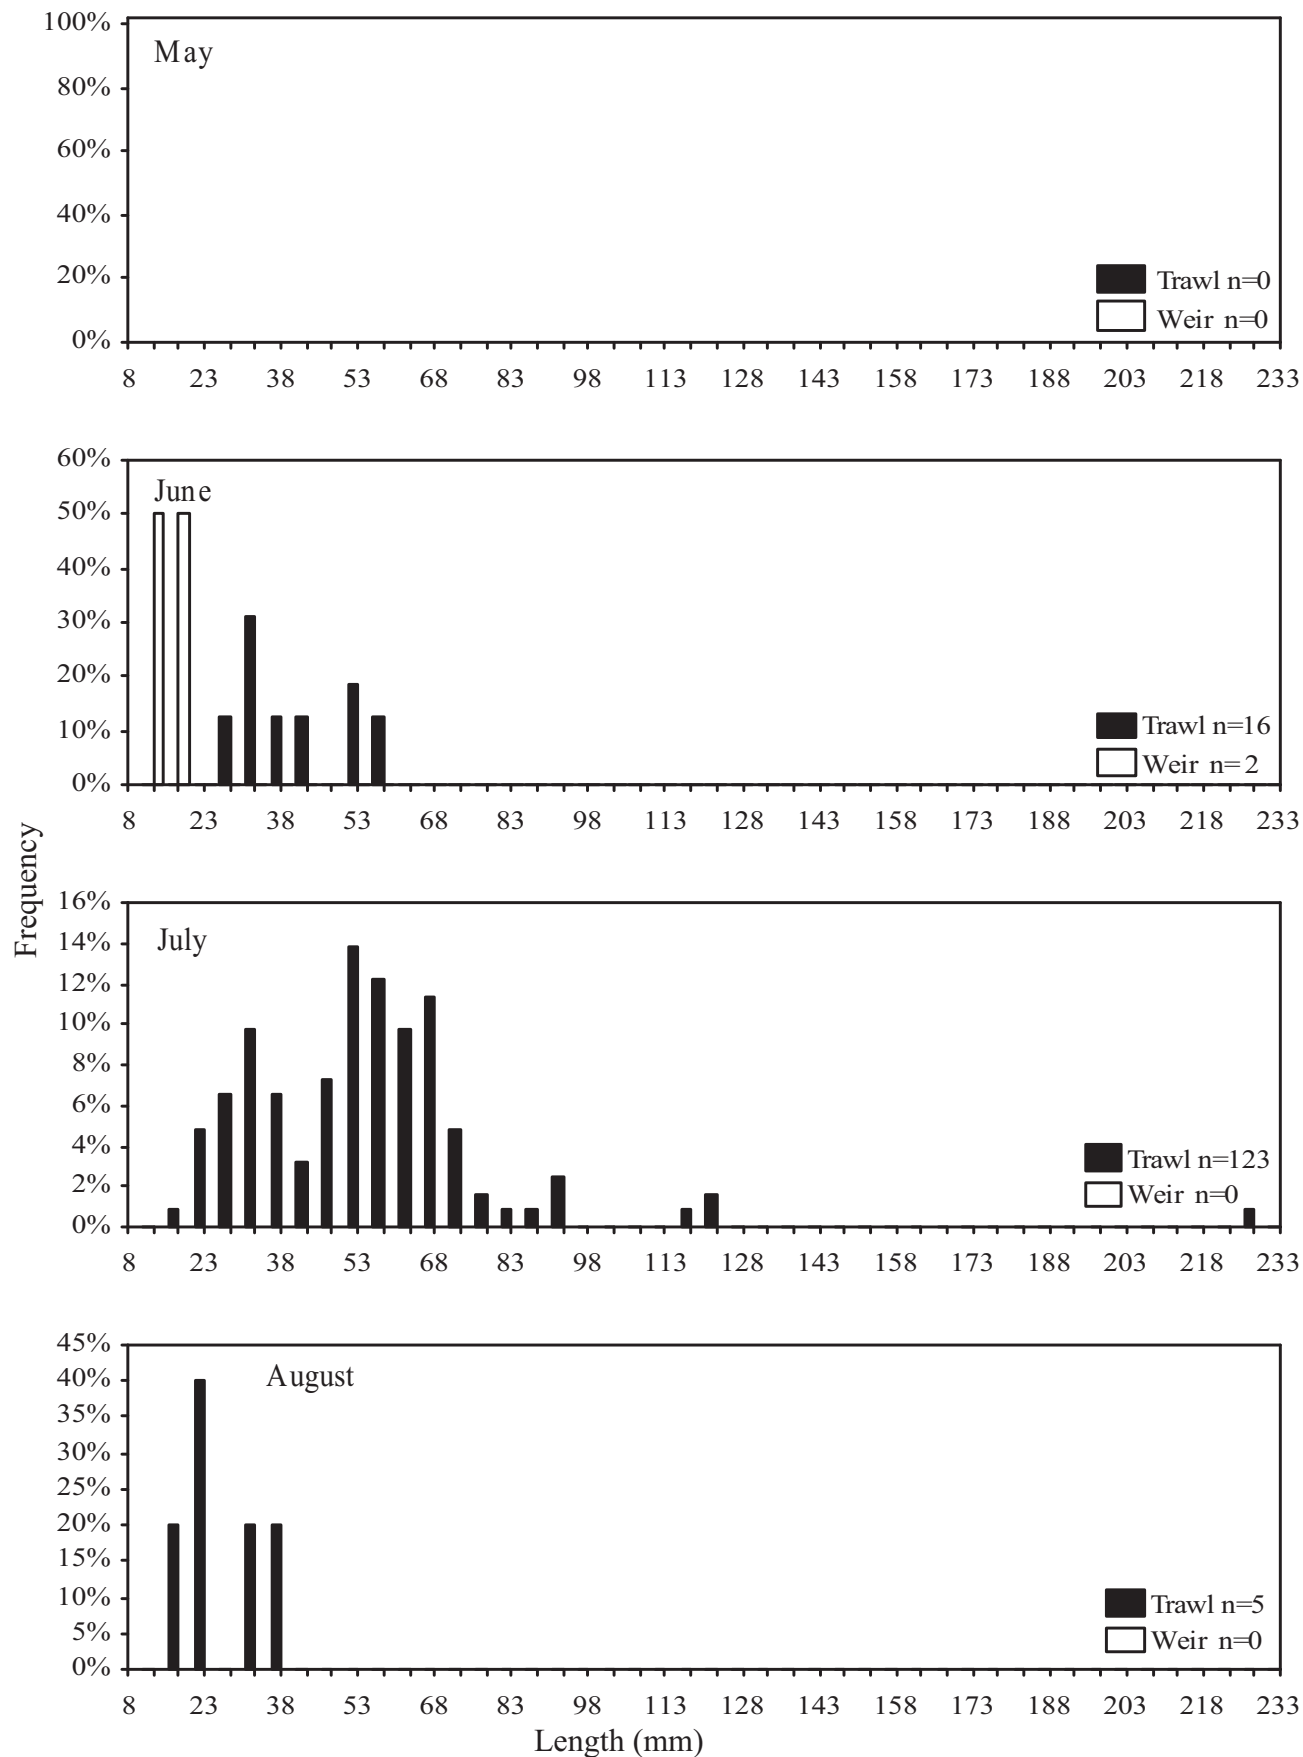 100%
May
80%
60%
40%
20%
Trawl n=0
Weir n=0
0%
8 23 38 53 68 83 98 113 128 143 158 173 188 203 218 233
60%
June
50%
40%
30%
20%
10%
Trawl n=16
Weir n=2
0%
8 23 38 53 68 83 98 113 128 143 158 173 188 203 218 233
Frequency
16%
July
14%
12%
10%
8%
6%
4%
Trawl n=123
2%
Weir n=0
0%
8 23 38 53 68 83 98 113 128 143 158 173 188 203 218 233
45%
August
40%
35%
30%
25%
20%
15%
10%
Trawl n=5
5%
Weir n=0
0%
8 23 38 53 68 83 98 113 128 143 158 173 188 203 218 233
Length (mm)